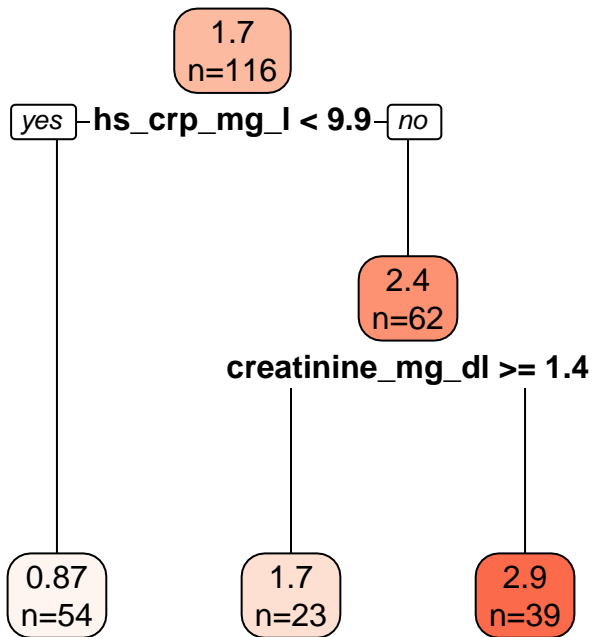 1.7
n=116
yes hs_crp_mg_l < 9.9 no
2.4
n=62
creatinine_mg_dl >= 1.4
0.87
n=54
1.7
n=23
2.9
n=39